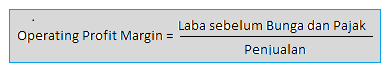 Operating Profit Margin = Laba sebelum Bunga dan Pajak
Penjualan